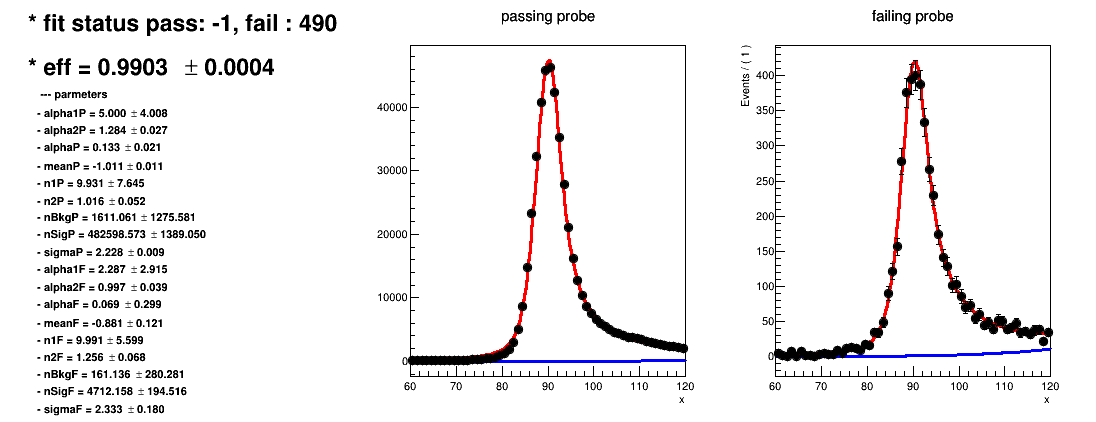 * fit status pass: -1, fail : 490
* eff = 0.9903 ± 0.0004
--- parmeters
- alpha1P = 5.000 ± 4.008
- alpha2P = 1.284 ± 0.027
- alphaP = 0.133 ± 0.021
- meanP = -1.011 ± 0.011
- n1P = 9.931 ± 7.645
- n2P = 1.016 ± 0.052
- nBkgP = 1611.061 ± 1275.581
- nSigP = 482598.573 ± 1389.050
- sigmaP = 2.228 ± 0.009
- alpha1F = 2.287 ± 2.915
- alpha2F = 0.997 ± 0.039
- alphaF = 0.069 ± 0.299
- meanF = -0.881 ± 0.121
- n1F = 9.991 ± 5.599
- n2F = 1.256 ± 0.068
- nBkgF = 161.136 ± 280.281
- nSigF = 4712.158 ± 194.516
- sigmaF = 2.333 ± 0.180
passing probe
40000
30000
20000
10000
0
60 70 80 90 100 110 120
x
failing probe
Events / ( 1 )
400
350
300
250
200
150
100
50
0
60 70 80 90 100 110 120
x